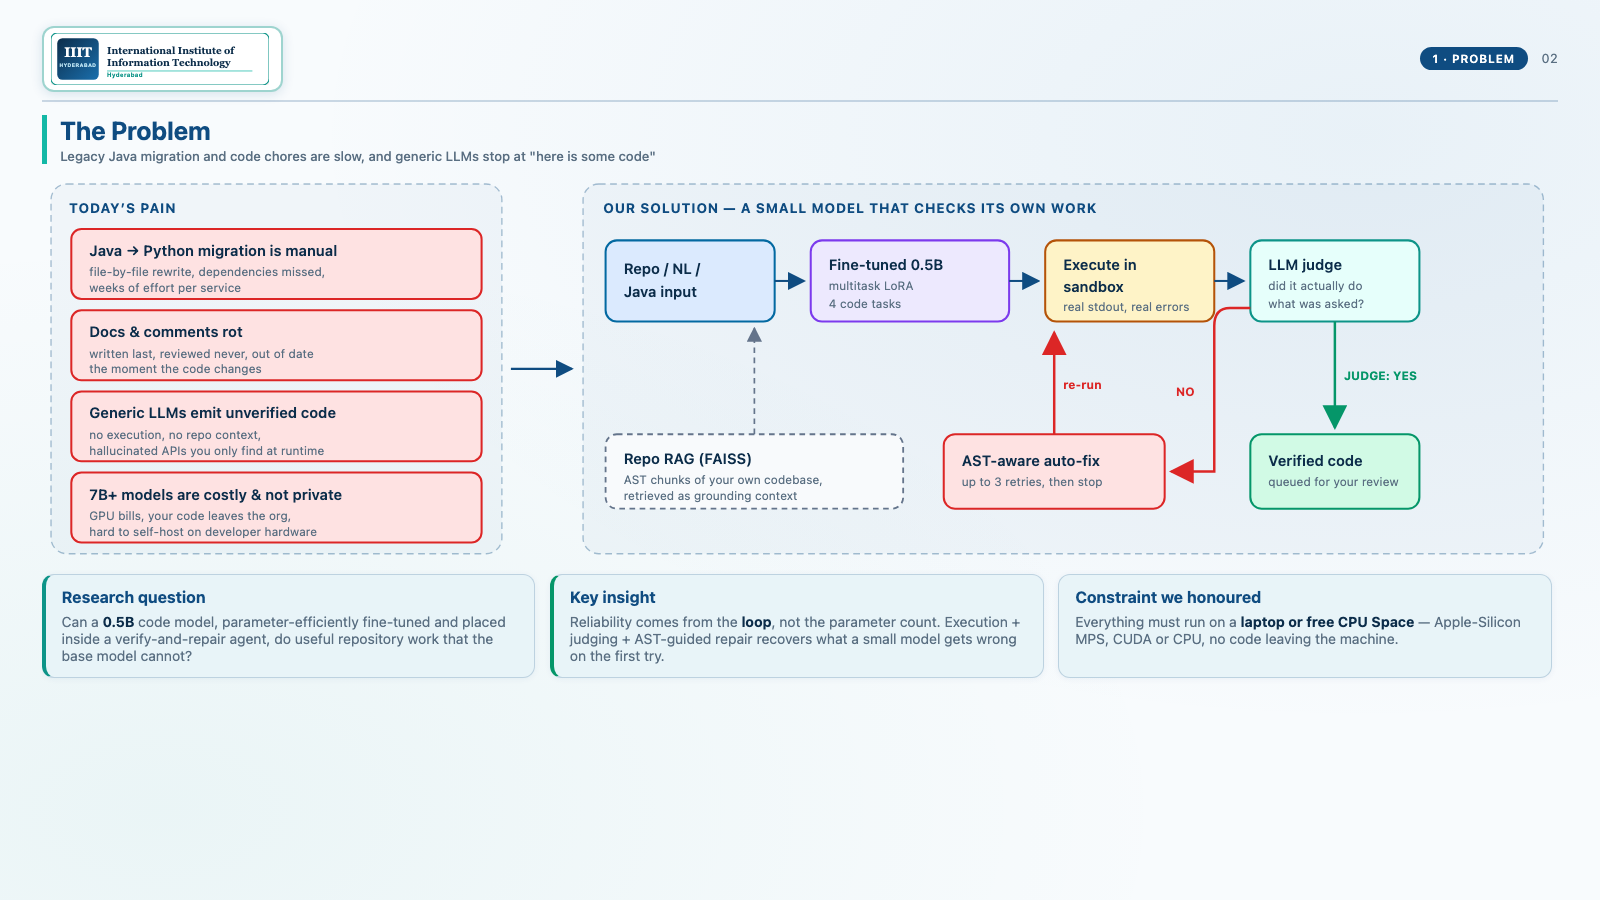 IIIT
HYDERABAD
International Institute of
Information Technology
Hyderabad
1 · PROBLEM
02
The Problem
Legacy Java migration and code chores are slow, and generic LLMs stop at "here is some code"
TODAY'S PAIN
Java → Python migration is manual
file-by-file rewrite, dependencies missed,
weeks of effort per service
Docs & comments rot
written last, reviewed never, out of date
the moment the code changes
Generic LLMs emit unverified code
no execution, no repo context,
hallucinated APIs you only find at runtime
7B+ models are costly & not private
GPU bills, your code leaves the org,
hard to self-host on developer hardware
OUR SOLUTION — A SMALL MODEL THAT CHECKS ITS OWN WORK
Repo / NL /
Java input
Fine-tuned 0.5B
multitask LoRA
4 code tasks
Execute in
sandbox
real stdout, real errors
LLM judge
did it actually do
what was asked?
re-run
NO
JUDGE: YES
Repo RAG (FAISS)
AST chunks of your own codebase,
retrieved as grounding context
AST-aware auto-fix
up to 3 retries, then stop
Verified code
queued for your review
Research question
Can a 0.5B code model, parameter-efficiently fine-tuned and placed
inside a verify-and-repair agent, do useful repository work that the
base model cannot?
Key insight
Reliability comes from the loop, not the parameter count. Execution +
judging + AST-guided repair recovers what a small model gets wrong
on the first try.
Constraint we honoured
Everything must run on a laptop or free CPU Space — Apple-Silicon
MPS, CUDA or CPU, no code leaving the machine.